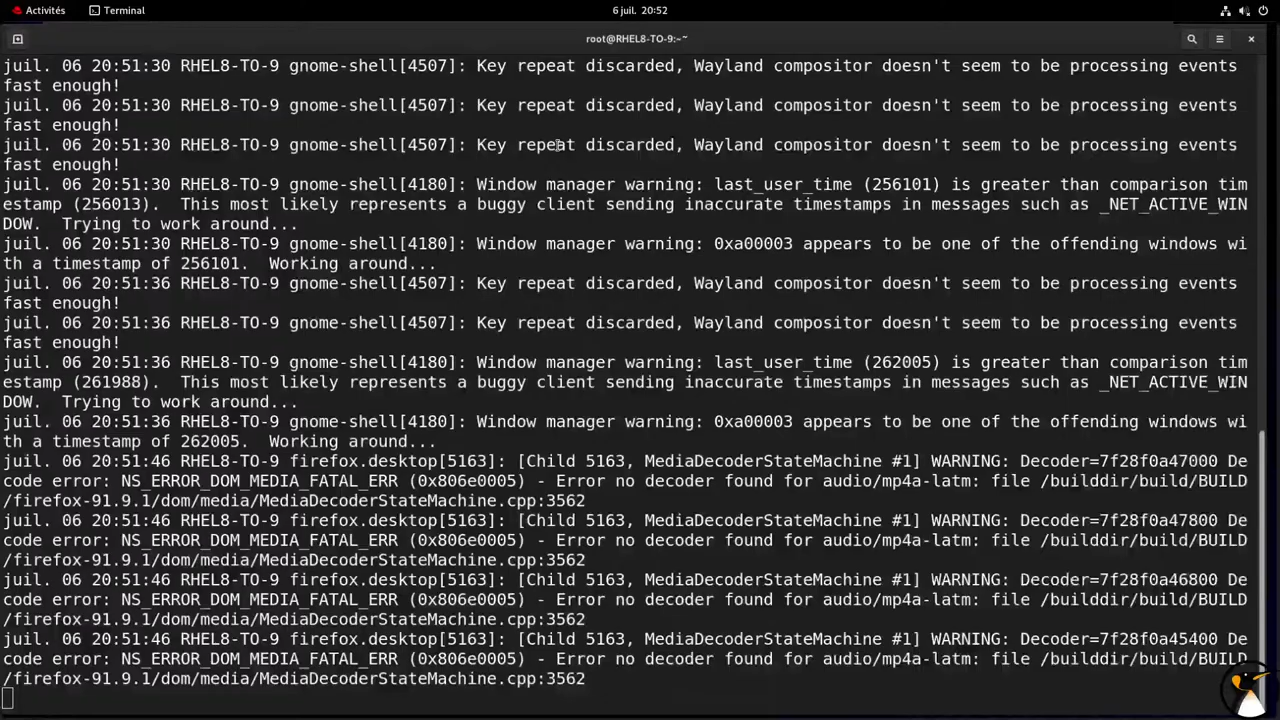 Activités Terminal 6 juil. 20:52
root@RHEL8-TO-9:~
juil. 06 20:51:30 RHEL8-TO-9 gnome-shell[4507]: Key repeat discarded, Wayland compositor doesn't seem to be processing events
fast enough!
juil. 06 20:51:30 RHEL8-TO-9 gnome-shell[4507]: Key repeat discarded, Wayland compositor doesn't seem to be processing events
fast enough!
juil. 06 20:51:30 RHEL8-TO-9 gnome-shell[4507]: Key repeat discarded, Wayland compositor doesn't seem to be processing events
fast enough!
juil. 06 20:51:30 RHEL8-TO-9 gnome-shell[4180]: Window manager warning: last_user_time (256101) is greater than comparison tim
estamp (256013).  This most likely represents a buggy client sending inaccurate timestamps in messages such as _NET_ACTIVE_WIN
DOW.  Trying to work around...
juil. 06 20:51:30 RHEL8-TO-9 gnome-shell[4180]: Window manager warning: 0xa00003 appears to be one of the offending windows wi
th a timestamp of 256101.  Working around...
juil. 06 20:51:36 RHEL8-TO-9 gnome-shell[4507]: Key repeat discarded, Wayland compositor doesn't seem to be processing events
fast enough!
juil. 06 20:51:36 RHEL8-TO-9 gnome-shell[4507]: Key repeat discarded, Wayland compositor doesn't seem to be processing events
fast enough!
juil. 06 20:51:36 RHEL8-TO-9 gnome-shell[4180]: Window manager warning: last_user_time (262005) is greater than comparison tim
estamp (261988).  This most likely represents a buggy client sending inaccurate timestamps in messages such as _NET_ACTIVE_WIN
DOW.  Trying to work around...
juil. 06 20:51:36 RHEL8-TO-9 gnome-shell[4180]: Window manager warning: 0xa00003 appears to be one of the offending windows wi
th a timestamp of 262005.  Working around...
juil. 06 20:51:46 RHEL8-TO-9 firefox.desktop[5163]: [Child 5163, MediaDecoderStateMachine #1] WARNING: Decoder=7f28f0a47000 De
code error: NS_ERROR_DOM_MEDIA_FATAL_ERR (0x806e0005) - Error no decoder found for audio/mp4a-latm: file /builddir/build/BUILD
/firefox-91.9.1/dom/media/MediaDecoderStateMachine.cpp:3562
juil. 06 20:51:46 RHEL8-TO-9 firefox.desktop[5163]: [Child 5163, MediaDecoderStateMachine #1] WARNING: Decoder=7f28f0a47800 De
code error: NS_ERROR_DOM_MEDIA_FATAL_ERR (0x806e0005) - Error no decoder found for audio/mp4a-latm: file /builddir/build/BUILD
/firefox-91.9.1/dom/media/MediaDecoderStateMachine.cpp:3562
juil. 06 20:51:46 RHEL8-TO-9 firefox.desktop[5163]: [Child 5163, MediaDecoderStateMachine #1] WARNING: Decoder=7f28f0a46800 De
code error: NS_ERROR_DOM_MEDIA_FATAL_ERR (0x806e0005) - Error no decoder found for audio/mp4a-latm: file /builddir/build/BUILD
/firefox-91.9.1/dom/media/MediaDecoderStateMachine.cpp:3562
juil. 06 20:51:46 RHEL8-TO-9 firefox.desktop[5163]: [Child 5163, MediaDecoderStateMachine #1] WARNING: Decoder=7f28f0a45400 De
code error: NS_ERROR_DOM_MEDIA_FATAL_ERR (0x806e0005) - Error no decoder found for audio/mp4a-latm: file /builddir/build/BUILD
/firefox-91.9.1/dom/media/MediaDecoderStateMachine.cpp:3562